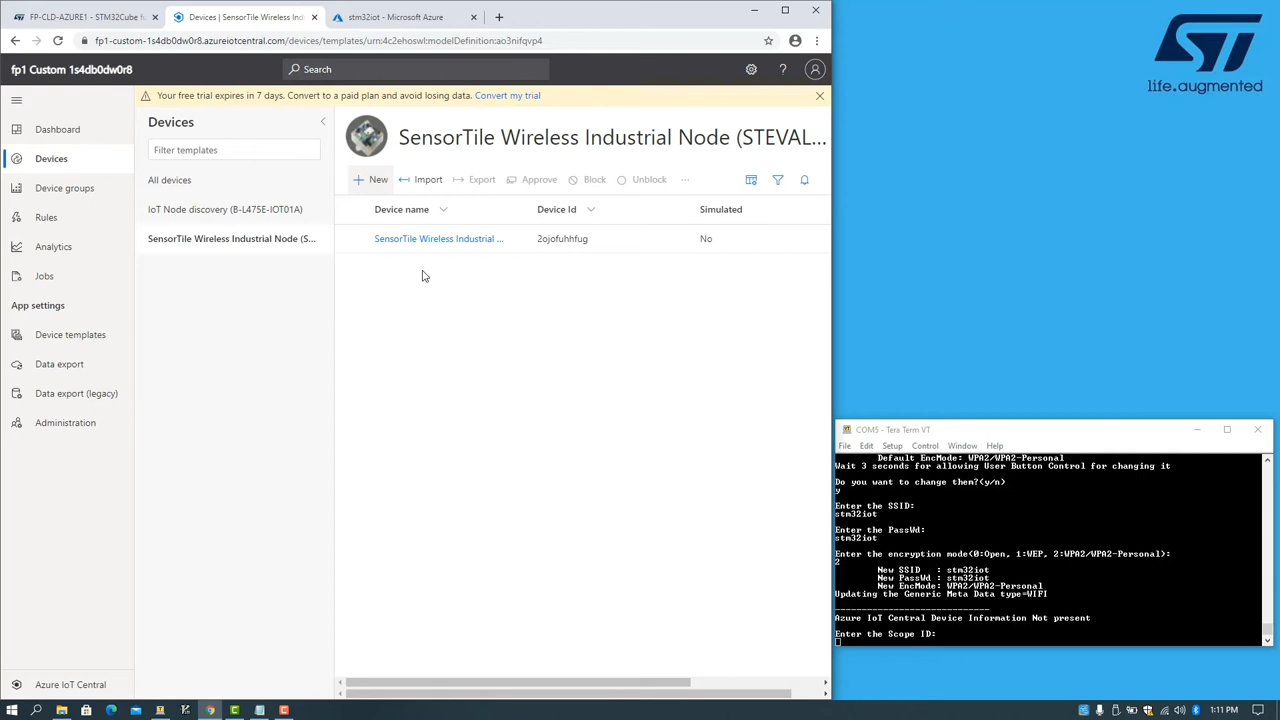 FP-CLD-AZURE1 - STM32Cube fu
Devices | SensorTile Wireless Ind
stm32iot - Microsoft Azure
fp1-custom-1s4db0dw0r8.azureiotcentral.com/devices/templates/urn:4c2ehoswl:modelDefinition:ao3nifqvp4
fp1 Custom 1s4db0dw0r8
Search
Your free trial expires in 7 days. Convert to a paid plan and avoid losing data. Convert my trial
Dashboard
Devices
Device groups
Rules
Analytics
Jobs
App settings
Device templates
Data export
Data export (legacy)
Administration
Azure IoT Central
Devices
Filter templates
All devices
IoT Node discovery (B-L475E-IOT01A)
SensorTile Wireless Industrial Node (S...
SensorTile Wireless Industrial Node (STEVAL...
New Import Export Approve Block Unblock ...
Device name Device Id Simulated
SensorTile Wireless Industrial ... 2ojofuhhfug No
ST
life.augmented
COM5 - Tera Term VT
File Edit Setup Control Window Help
Default EncMode: WPA2/WPA2-Personal
Wait 3 seconds for allowing User Button Control for changing it
Do you want to change them?(y/n)
y
Enter the SSID:
stm32iot
Enter the PassWd:
stm32iot
Enter the encryption mode(0:Open, 1:WEP, 2:WPA2/WPA2-Personal):
2
New SSID : stm32iot
New PassWd : stm32iot
New EncMode: WPA2/WPA2-Personal
Updating the Generic Meta Data type=WIFI
-----------------------------
Azure IoT Central Device Information Not present
Enter the Scope ID:
1:11 PM